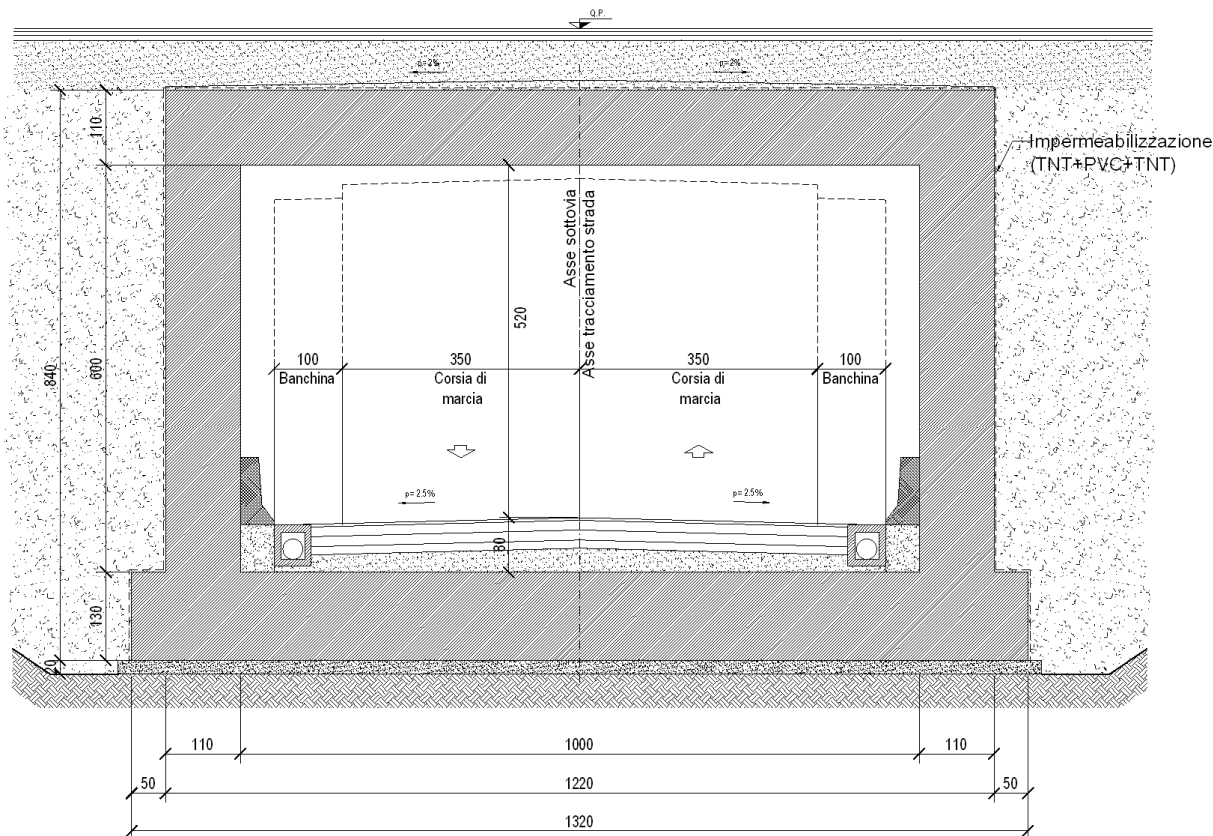 Q.P.
p=2%
p=2%
110
600
840
130
20
Impermeabilizzazione
(TNT+PVC+TNT)
Asse sottovia
Asse tracciamento strada
520
80
100
Banchina
350
Corsia di
marcia
350
Corsia di
marcia
100
Banchina
p=2.5%
p=2.5%
110
1000
110
50
1220
50
1320